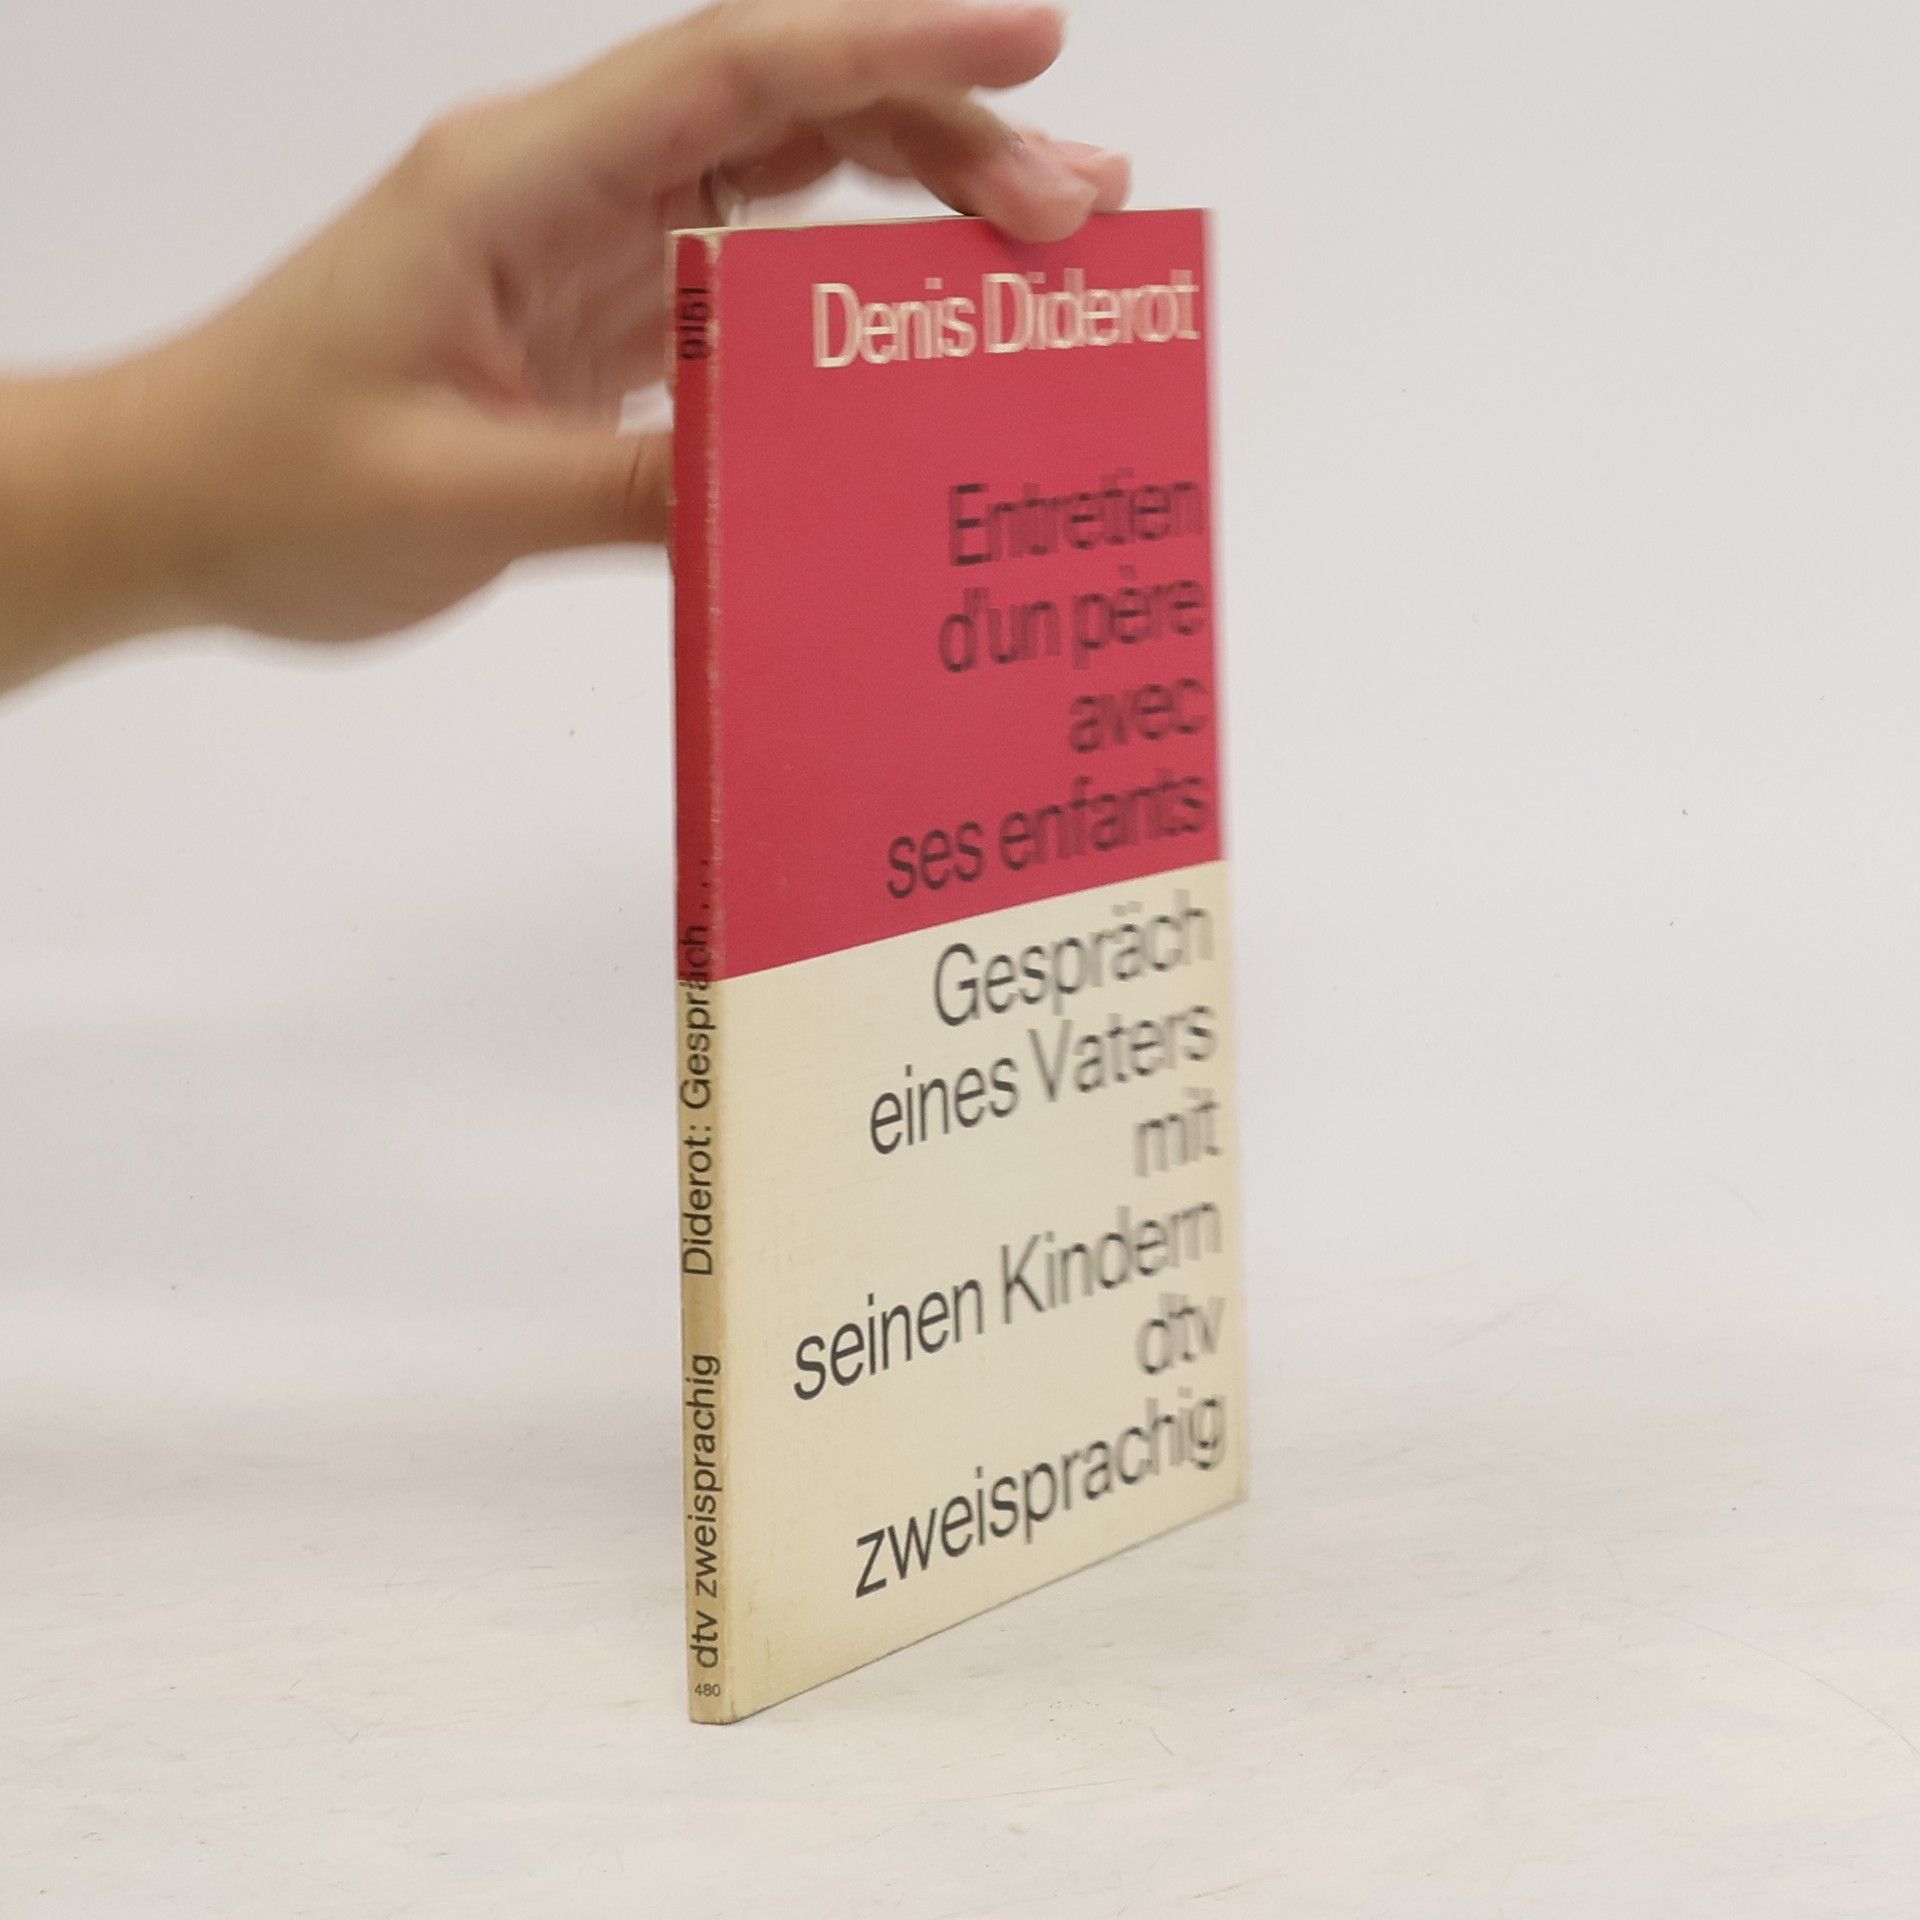 Denis Diderot
Entretien
d'un père
avec
ses enfants
Gespräch
eines Vaters
mit
seinen Kindern
dtv
zweisprachig
480 dtv zweisprachig Diderot: Gespräch . . . 9151